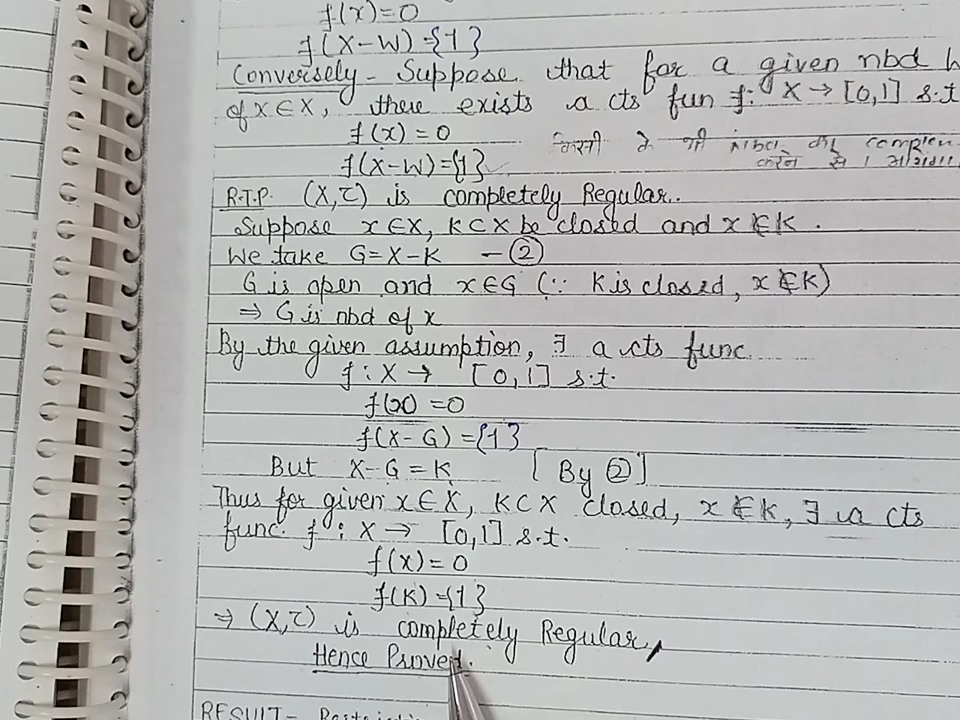 f(x)=0
f(X-W)={1}
Conversely - Suppose that for a given nbd W
of x∈X, there exists a cts fun f: X→[0,1] s.t
f(x)=0
f(X-W)={1}
किसी के भी nbd का
करने से
R.T.P. (X,τ) is completely Regular.
Suppose x∈X, K⊂X be closed and x∉K.
We take G=X-K —②
G is open and x∈G (∵ K is closed, x∉K)
⇒ G is nbd of x
By the given assumption, ∃ a cts func
f:X→ [0,1] s.t.
f(x)=0
f(X-G)={1}
But X-G=K [By ②]
Thus for given x∈X, K⊂X closed, x∉K, ∃ a cts
func. f: X→ [0,1] s.t.
f(x)=0
f(K)={1}
⇒ (X,τ) is completely Regular,
Hence Proved.
RESULT-